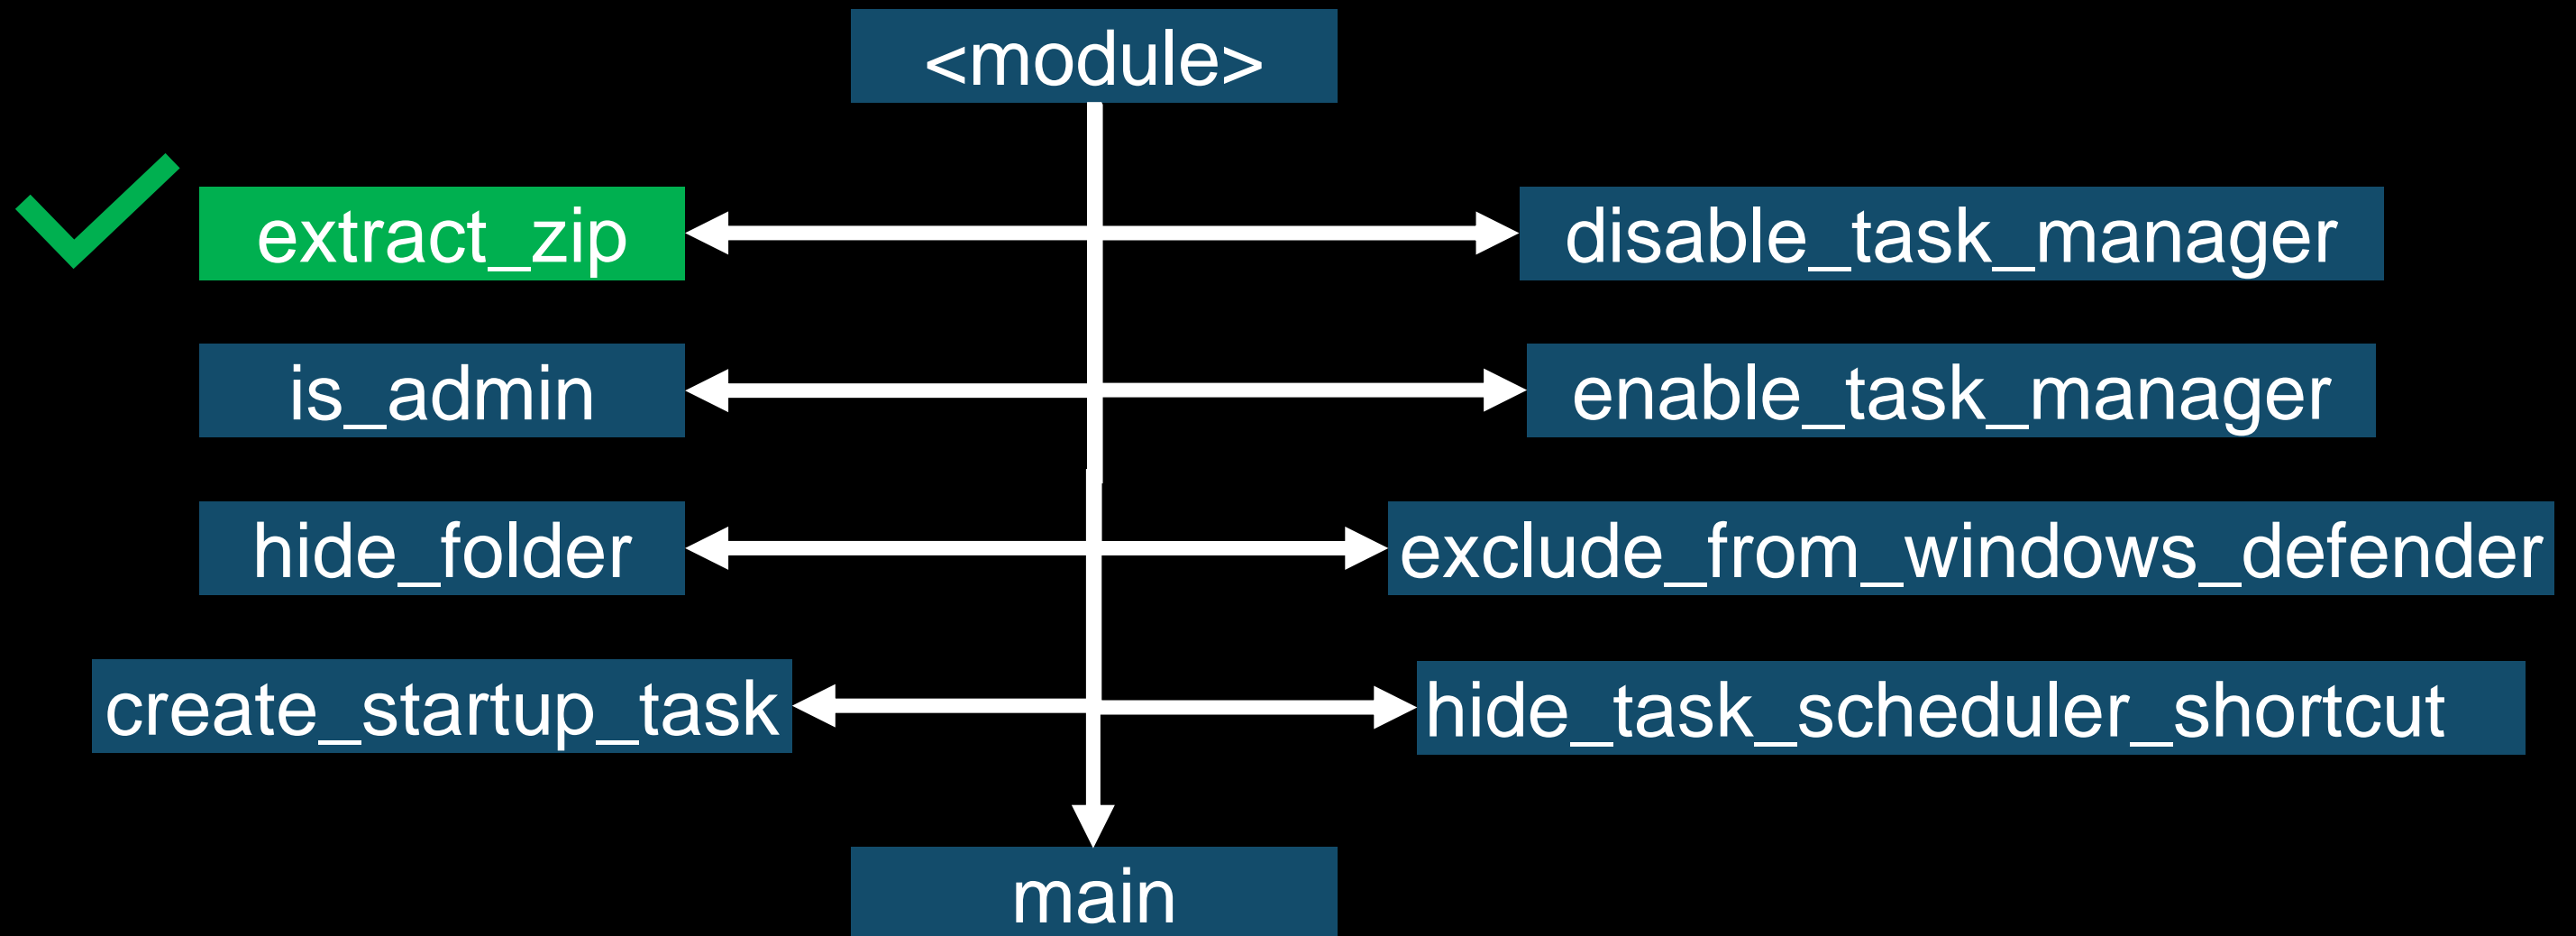 <module>
extract_zip
disable_task_manager
is_admin
enable_task_manager
hide_folder
exclude_from_windows_defender
create_startup_task
hide_task_scheduler_shortcut
main